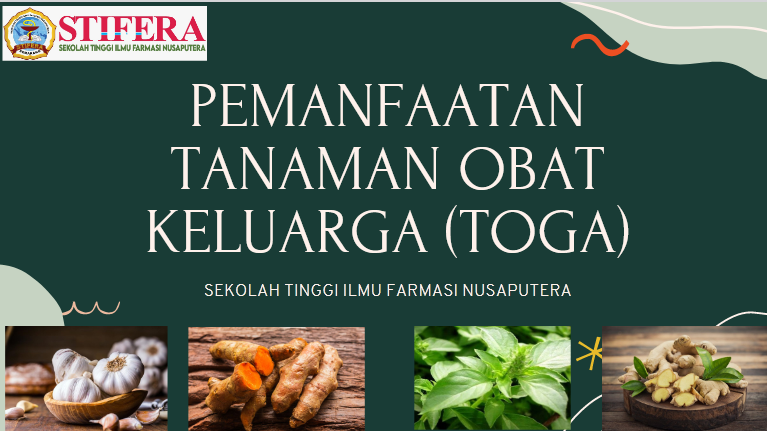 STIFERA
SEKOLAH TINGGI ILMU FARMASI NUSAPUTERA
PEMANFAATAN
TANAMAN OBAT
KELUARGA (TOGA)
SEKOLAH TINGGI ILMU FARMASI NUSAPUTERA